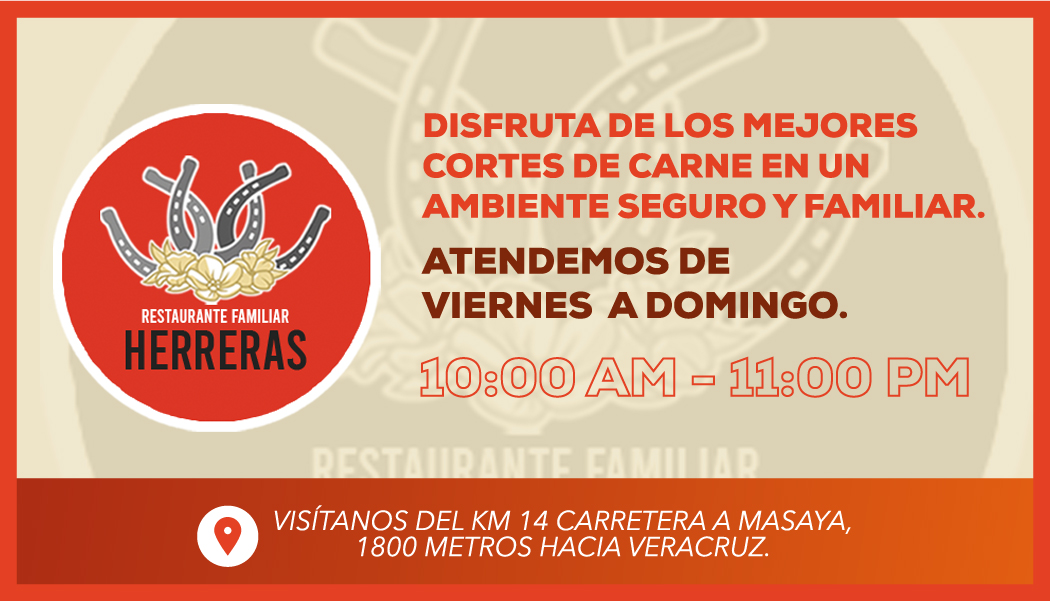 RESTAURANTE FAMILIAR
HERRERAS
DISFRUTA DE LOS MEJORES
CORTES DE CARNE EN UN
AMBIENTE SEGURO Y FAMILIAR.
ATENDEMOS DE
VIERNES A DOMINGO.
10:00 AM - 11:00 PM
RESTAURANTE FAMILIAR
VISÍTANOS DEL KM 14 CARRETERA A MASAYA,
1800 METROS HACIA VERACRUZ.